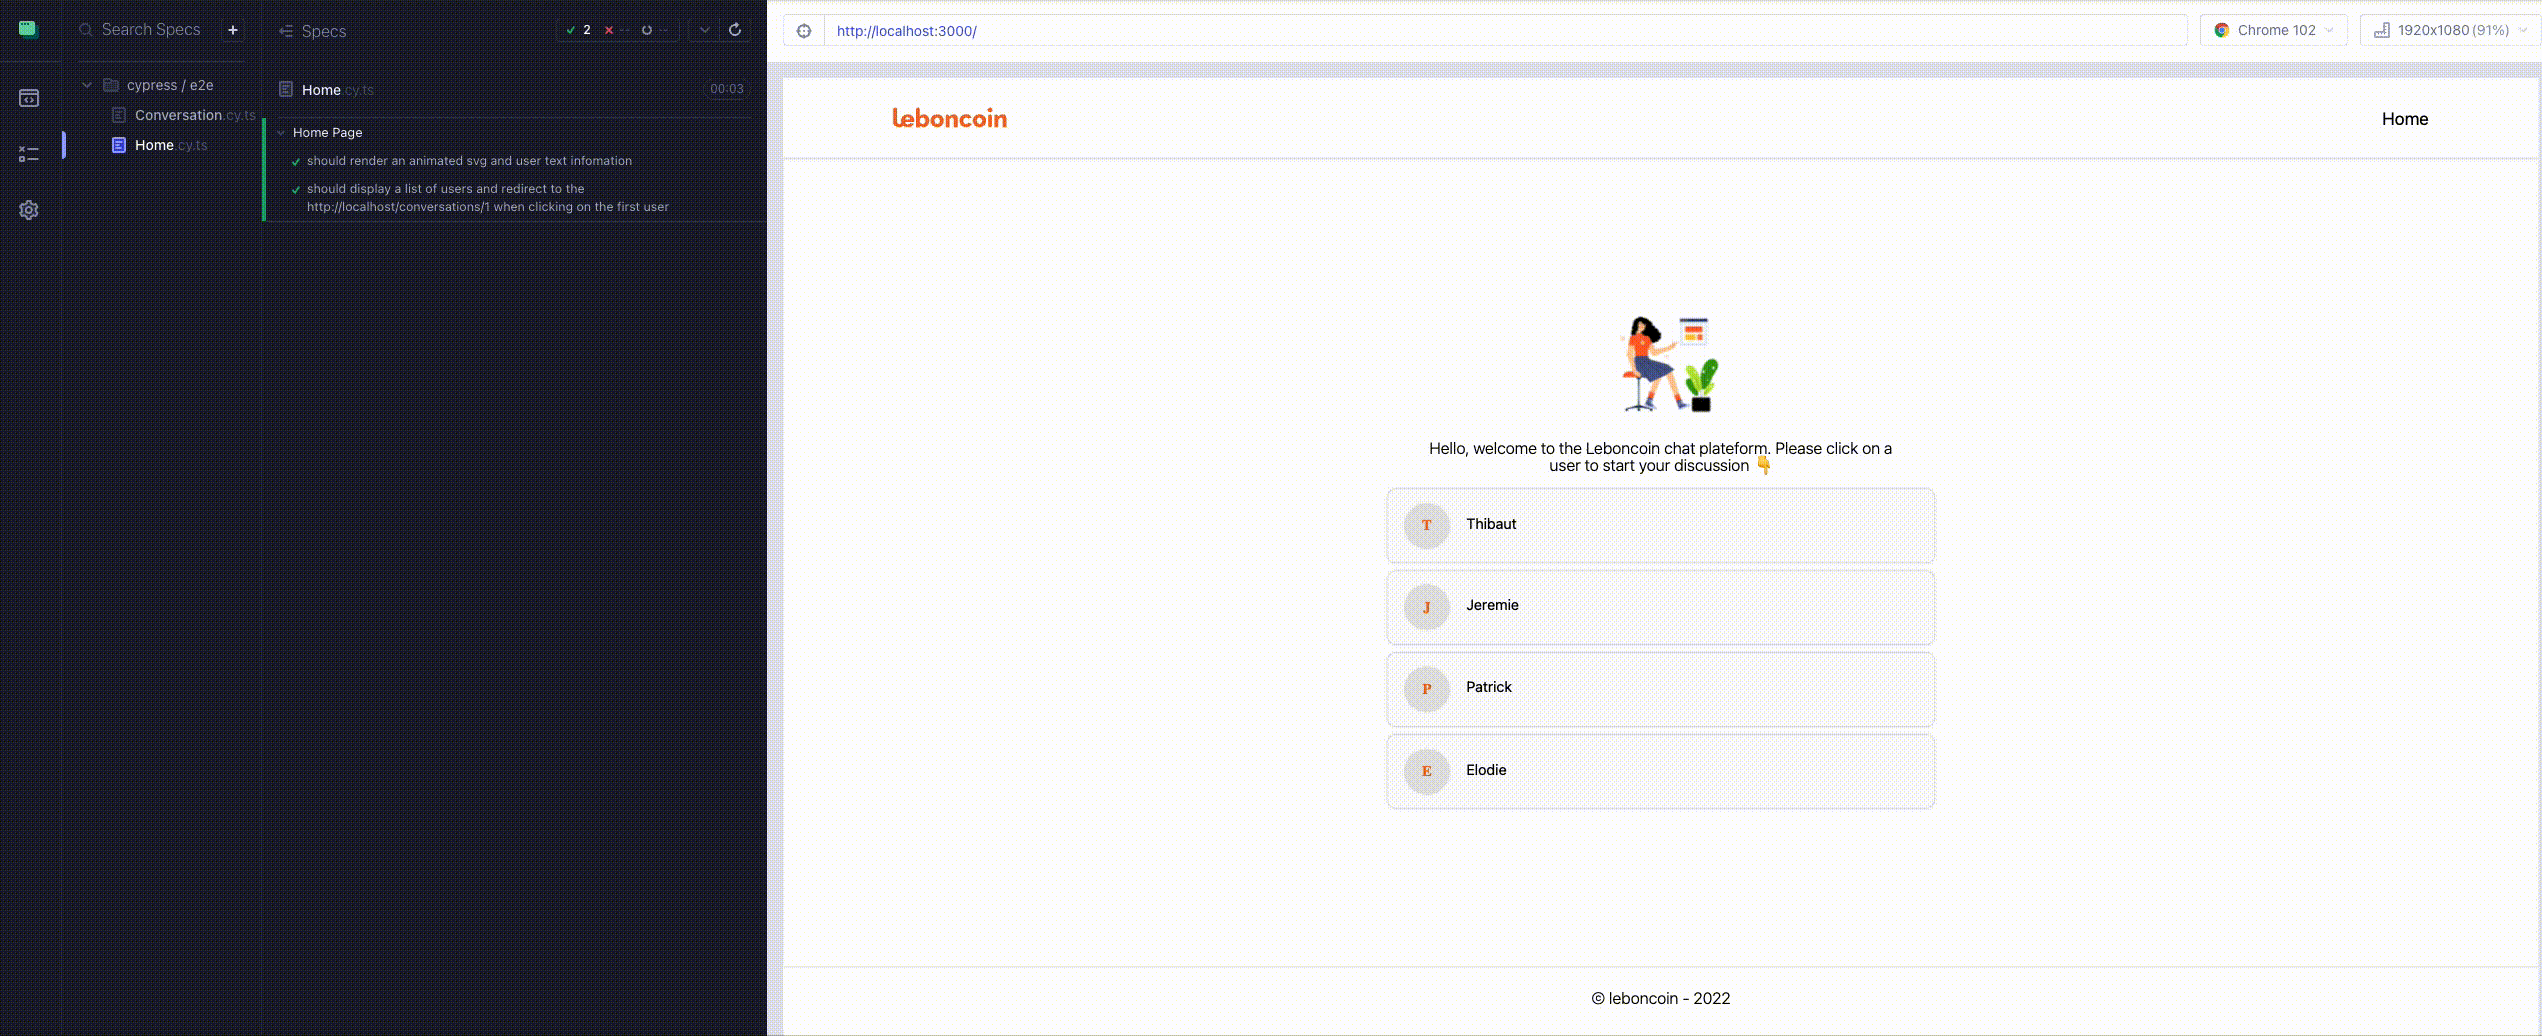 Search Specs
+
cypress / e2e
Conversation.cy.ts
Home.cy.ts
Specs
2 -- --
Home.cy.ts 00:03
Home Page
should render an animated svg and user text infomation
should display a list of users and redirect to the
http://localhost/conversations/1 when clicking on the first user
http://localhost:3000/
Chrome 102
1920x1080 (91%)
leboncoin
Home
Hello, welcome to the Leboncoin chat plateform. Please click on a
user to start your discussion 👇
T Thibaut
J Jeremie
P Patrick
E Elodie
© leboncoin - 2022